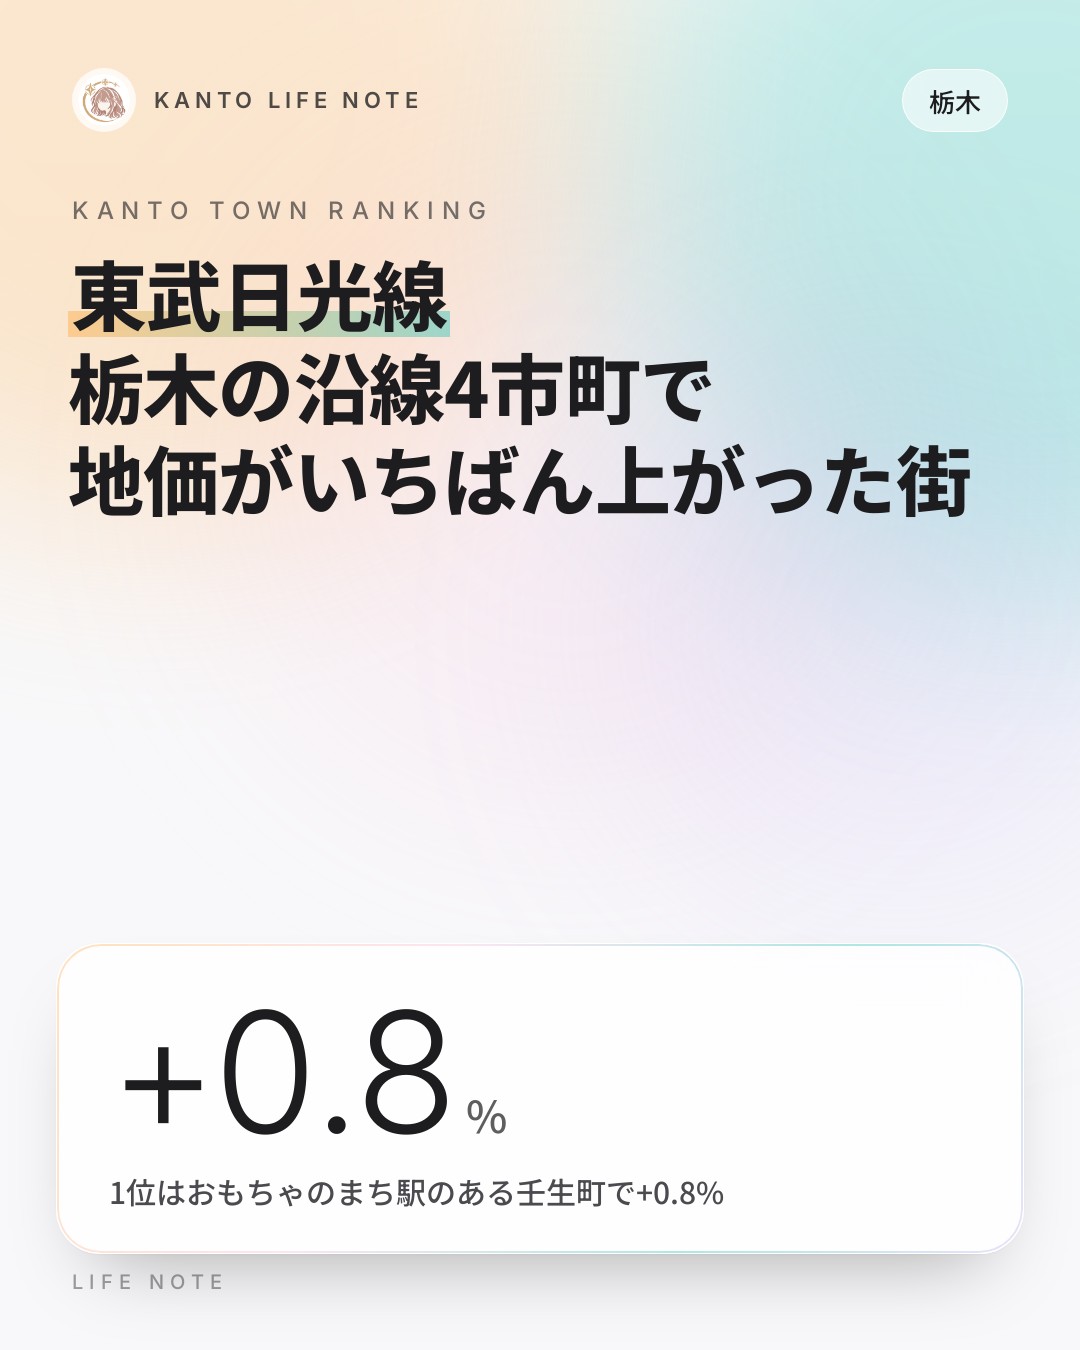 KANTO LIFE NOTE
栃木
KANTO TOWN RANKING
東武日光線
栃木の沿線4市町で
地価がいちばん上がった街
+0.8%
1位はおもちゃのまち駅のある壬生町で+0.8%
LIFE NOTE